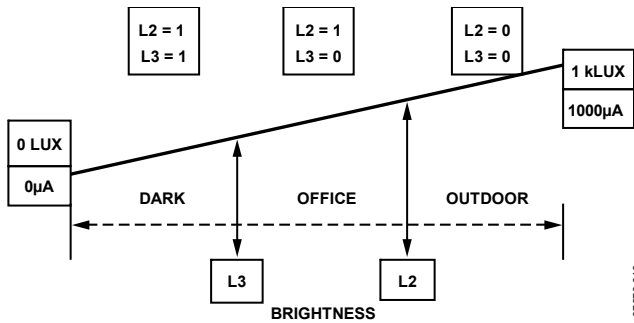 L2 = 1
L3 = 1
L2 = 1
L3 = 0
L2 = 0
L3 = 0
1 kLUX
1000µA
0 LUX
0µA
DARK
OFFICE
OUTDOOR
L3
L2
BRIGHTNESS